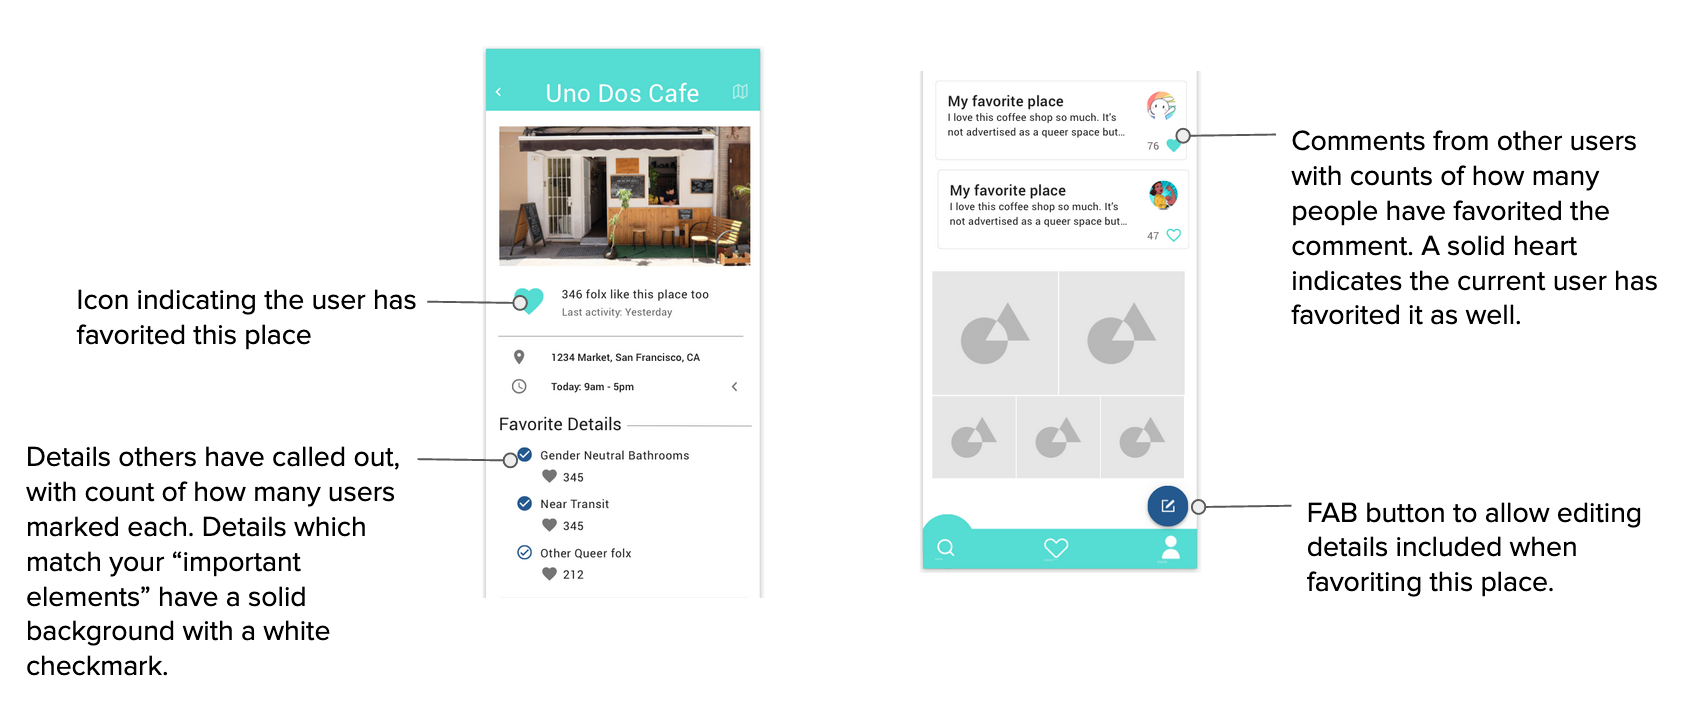 Uno Dos Cafe
Icon indicating the user has
favorited this place
346 folx like this place too
Last activity: Yesterday
1234 Market, San Francisco, CA
Today: 9am - 5pm
Favorite Details
Details others have called out,
with count of how many users
marked each. Details which
match your “important
elements” have a solid
background with a white
checkmark.
Gender Neutral Bathrooms
345
Near Transit
345
Other Queer folx
212
My favorite place
I love this coffee shop so much. It's
not advertised as a queer space but...
76
My favorite place
I love this coffee shop so much. It's
not advertised as a queer space but...
47
Comments from other users
with counts of how many
people have favorited the
comment. A solid heart
indicates the current user has
favorited it as well.
FAB button to allow editing
details included when
favoriting this place.